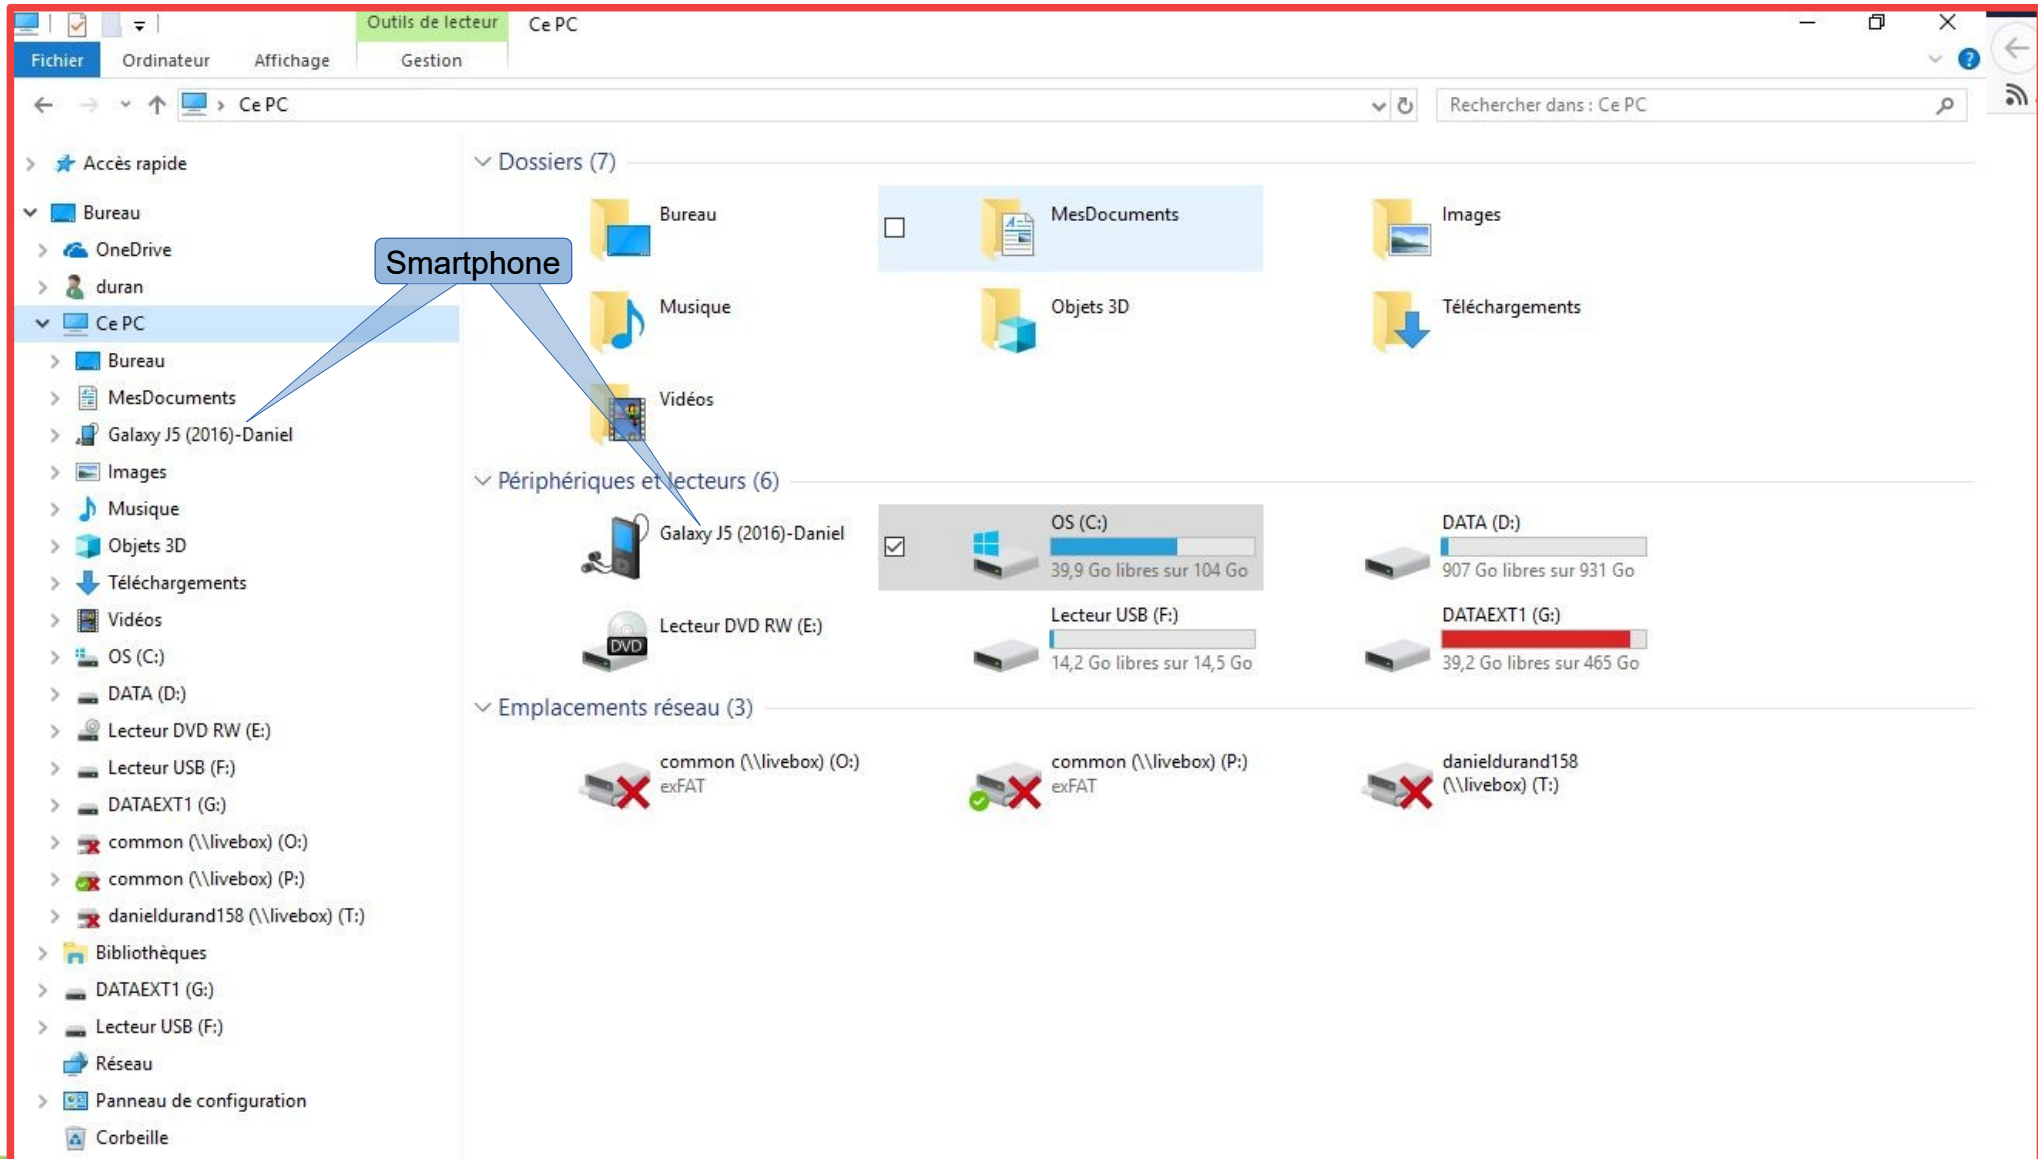 Outils de lecteur
Ce PC
Fichier
Ordinateur
Affichage
Gestion
Ce PC
Rechercher dans : Ce PC
Accès rapide
Bureau
OneDrive
duran
Ce PC
Bureau
MesDocuments
Galaxy J5 (2016)-Daniel
Images
Musique
Objets 3D
Téléchargements
Vidéos
OS (C:)
DATA (D:)
Lecteur DVD RW (E:)
Lecteur USB (F:)
DATAEXT1 (G:)
common (\\livebox) (O:)
common (\\livebox) (P:)
danieldurand158 (\\livebox) (T:)
Bibliothèques
DATAEXT1 (G:)
Lecteur USB (F:)
Réseau
Panneau de configuration
Corbeille
Smartphone
Dossiers (7)
Bureau
MesDocuments
Images
Musique
Objets 3D
Téléchargements
Vidéos
Périphériques et lecteurs (6)
Galaxy J5 (2016)-Daniel
OS (C:)
39,9 Go libres sur 104 Go
DATA (D:)
907 Go libres sur 931 Go
Lecteur DVD RW (E:)
DVD
Lecteur USB (F:)
14,2 Go libres sur 14,5 Go
DATAEXT1 (G:)
39,2 Go libres sur 465 Go
Emplacements réseau (3)
common (\\livebox) (O:)
exFAT
common (\\livebox) (P:)
exFAT
danieldurand158
(\\livebox) (T:)